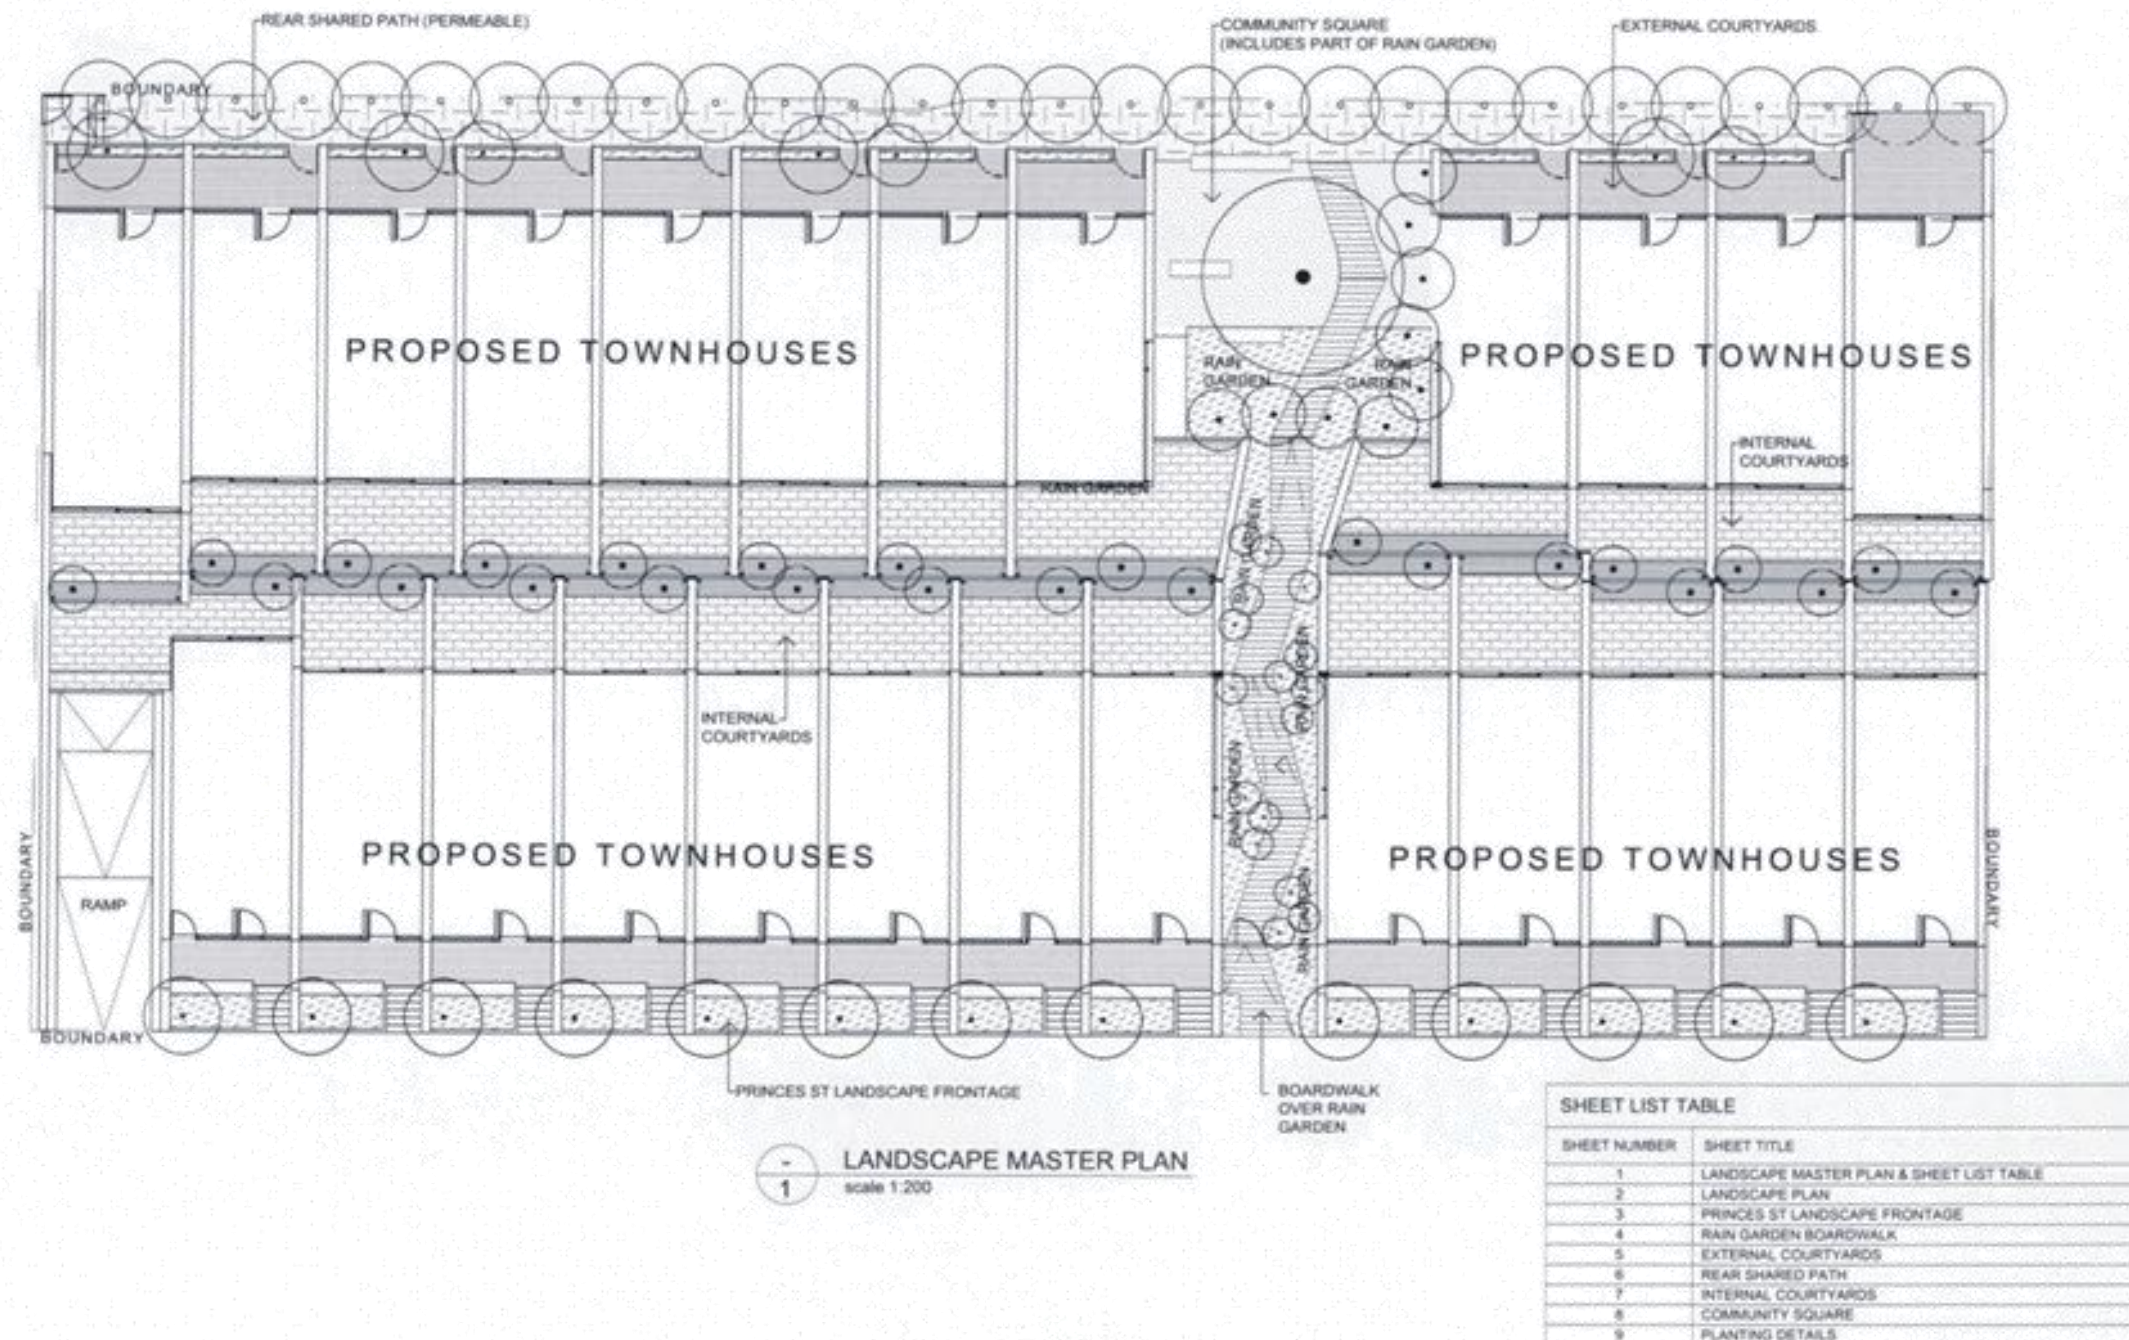 REAR SHARED PATH (PERMEABLE)
COMMUNITY SQUARE
(INCLUDES PART OF RAIN GARDEN)
EXTERNAL COURTYARDS
BOUNDARY
PROPOSED TOWNHOUSES
PROPOSED TOWNHOUSES
RAIN
GARDEN
RAIN
GARDEN
INTERNAL
COURTYARDS
RAIN GARDEN
RAIN GARDEN
RAIN GARDEN
INTERNAL
COURTYARDS
RAIN GARDEN
PROPOSED TOWNHOUSES
PROPOSED TOWNHOUSES
BOUNDARY
BOUNDARY
RAMP
RAIN GARDEN
BOUNDARY
PRINCES ST LANDSCAPE FRONTAGE
BOARDWALK
OVER RAIN
GARDEN
-
1
LANDSCAPE MASTER PLAN
scale 1:200
SHEET LIST TABLE
SHEET NUMBER SHEET TITLE
1 LANDSCAPE MASTER PLAN & SHEET LIST TABLE
2 LANDSCAPE PLAN
3 PRINCES ST LANDSCAPE FRONTAGE
4 RAIN GARDEN BOARDWALK
5 EXTERNAL COURTYARDS
6 REAR SHARED PATH
7 INTERNAL COURTYARDS
8 COMMUNITY SQUARE
9 PLANTING DETAILS